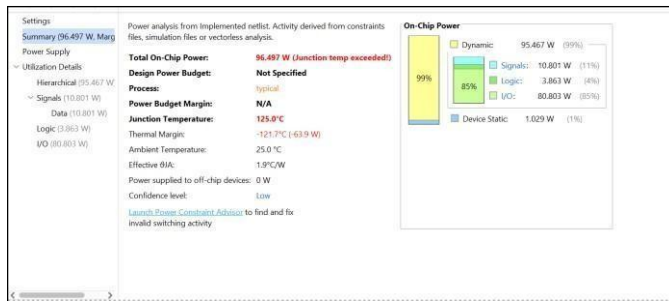 Settings
Summary (96.497 W, Marg
Power Supply
Utilization Details
Hierarchical (95.467 W)
Signals (10.801 W)
Data (10.801 W)
Logic (3.863 W)
I/O (80.803 W)
Power analysis from Implemented netlist. Activity derived from constraints
files, simulation files or vectorless analysis.
Total On-Chip Power: 96.497 W (Junction temp exceeded!)
Design Power Budget: Not Specified
Process: typical
Power Budget Margin: N/A
Junction Temperature: 125.0°C
Thermal Margin: -121.7°C (-63.9 W)
Ambient Temperature: 25.0 °C
Effective θJA: 1.9°C/W
Power supplied to off-chip devices: 0 W
Confidence level: Low
Launch Power Constraint Advisor to find and fix
invalid switching activity
On-Chip Power
Dynamic: 95.467 W (99%)
99%
85%
Signals: 10.801 W (11%)
Logic: 3.863 W (4%)
I/O: 80.803 W (85%)
Device Static: 1.029 W (1%)